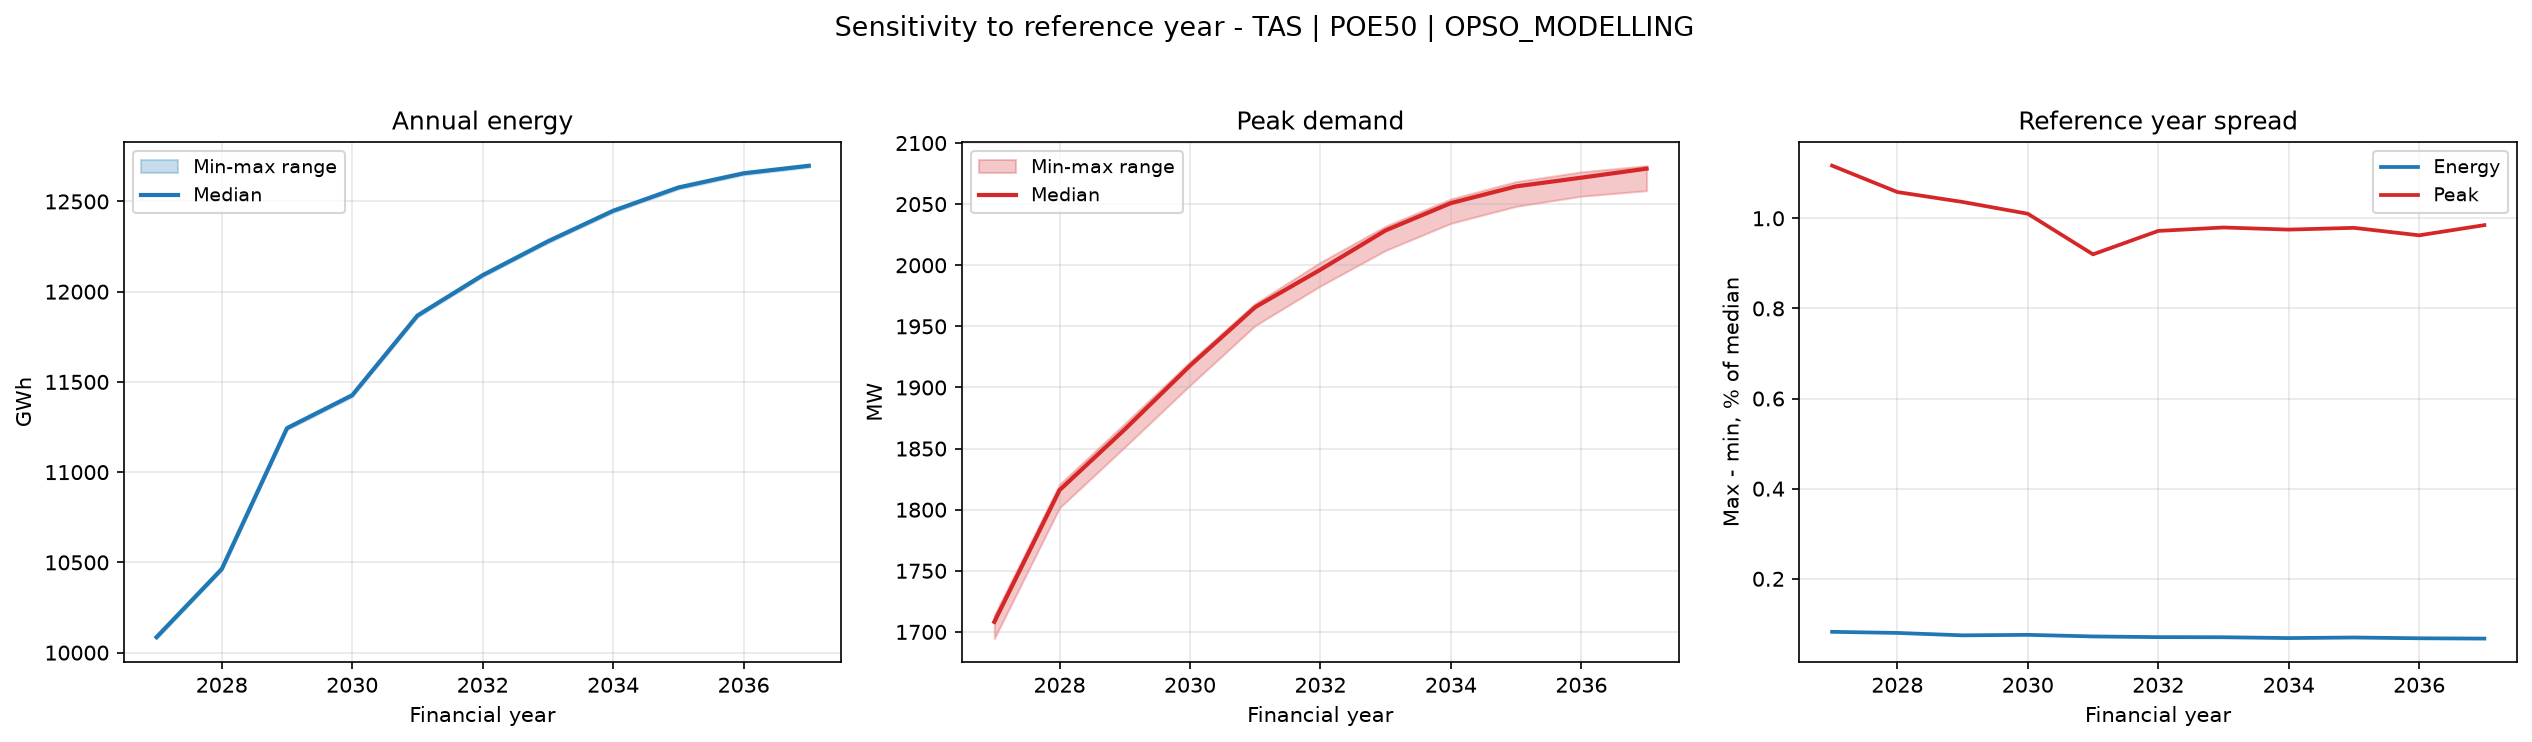 Sensitivity to reference year - TAS | POE50 | OPSO_MODELLING
Annual energy
Min-max range
Median
12500
12000
11500
11000
10500
10000
GWh
2028 2030 2032 2034 2036
Financial year
Peak demand
Min-max range
Median
2100
2050
2000
1950
1900
1850
1800
1750
1700
MW
2028 2030 2032 2034 2036
Financial year
Reference year spread
Energy
Peak
1.0
0.8
0.6
0.4
0.2
Max - min, % of median
2028 2030 2032 2034 2036
Financial year